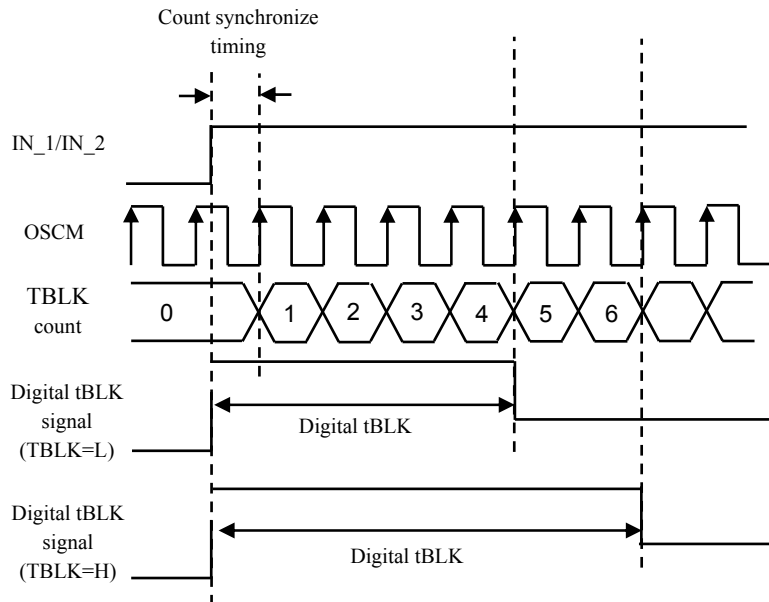 Count synchronize
timing
IN_1/IN_2
OSCM
TBLK
count
0 1 2 3 4 5 6
Digital tBLK
signal
(TBLK=L)
Digital tBLK
Digital tBLK
signal
(TBLK=H)
Digital tBLK